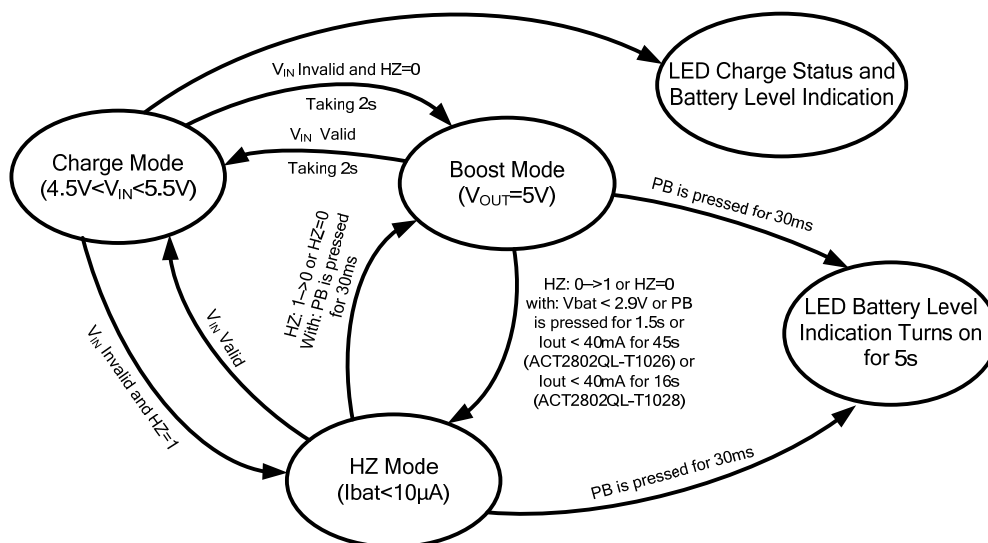 V_IN Invalid and HZ=0
Taking 2s
V_IN Valid
Taking 2s
LED Charge Status and
Battery Level Indication
Charge Mode
(4.5V<V_IN<5.5V)
Boost Mode
(V_OUT=5V)
PB is pressed for 30ms
HZ: 1->0 or HZ=0
With: PB is pressed
for 30ms
HZ: 0->1 or HZ=0
with: Vbat < 2.9V or PB
is pressed for 1.5s or
Iout < 40mA for 45s
(ACT2802QL-T1026) or
Iout < 40mA for 16s
(ACT2802QL-T1028)
LED Battery Level
Indication Turns on
for 5s
V_IN Valid
V_IN Invalid and HZ=1
HZ Mode
(Ibat<10µA)
PB is pressed for 30ms